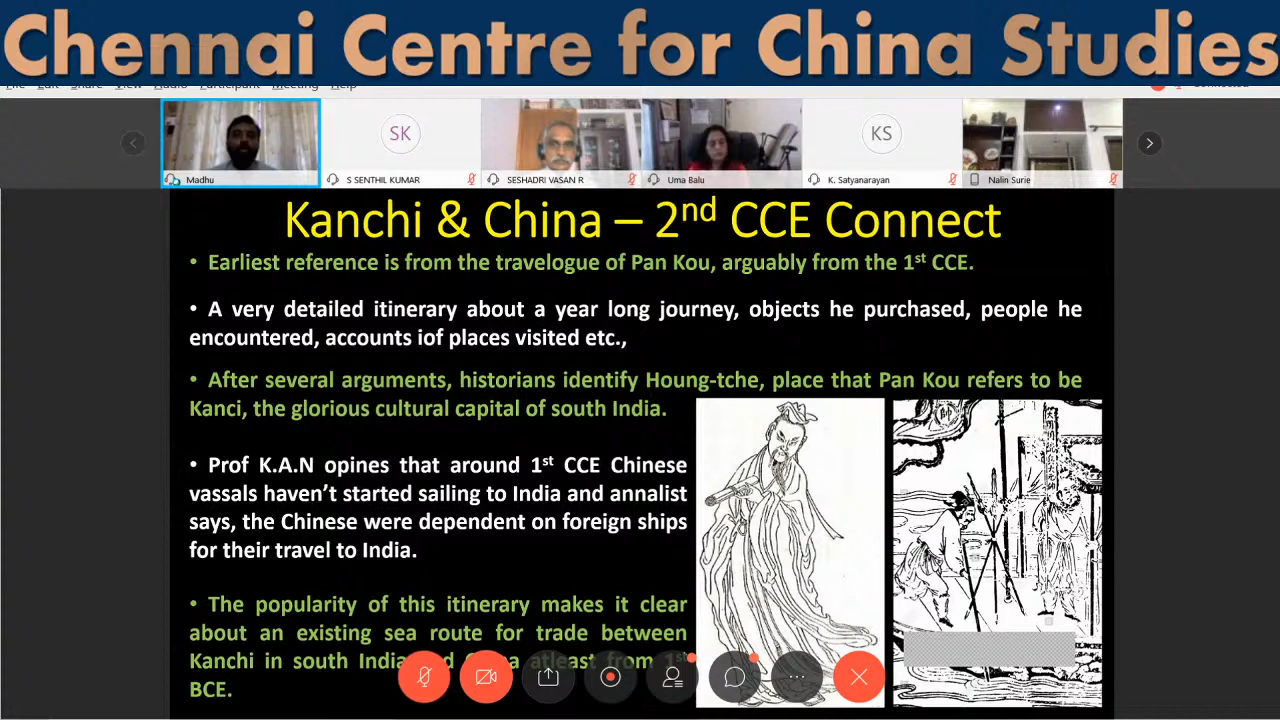 Chennai Centre for China Studies
File Edit Share View Audio Participant Meeting Help
Connected
SK
KS
Madhu
S SENTHIL KUMAR
SESHADRI VASAN R
Uma Balu
K. Satyanarayan
Nalin Surie
Kanchi & China – 2nd CCE Connect
• Earliest reference is from the travelogue of Pan Kou, arguably from the 1st CCE.
• A very detailed itinerary about a year long journey, objects he purchased, people he
encountered, accounts iof places visited etc.,
• After several arguments, historians identify Houng-tche, place that Pan Kou refers to be
Kanci, the glorious cultural capital of south India.
• Prof K.A.N opines that around 1st CCE Chinese
vassals haven't started sailing to India and annalist
says, the Chinese were dependent on foreign ships
for their travel to India.
• The popularity of this itinerary makes it clear
about an existing sea route for trade between
Kanchi in south India atleast from 1st
BCE.